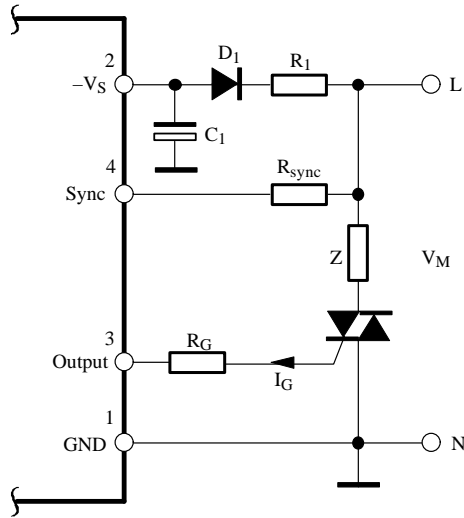 2
D1
R1
–VS
L
C1
4
Rsync
Sync
Z
VM
3
RG
Output
IG
1
GND
N